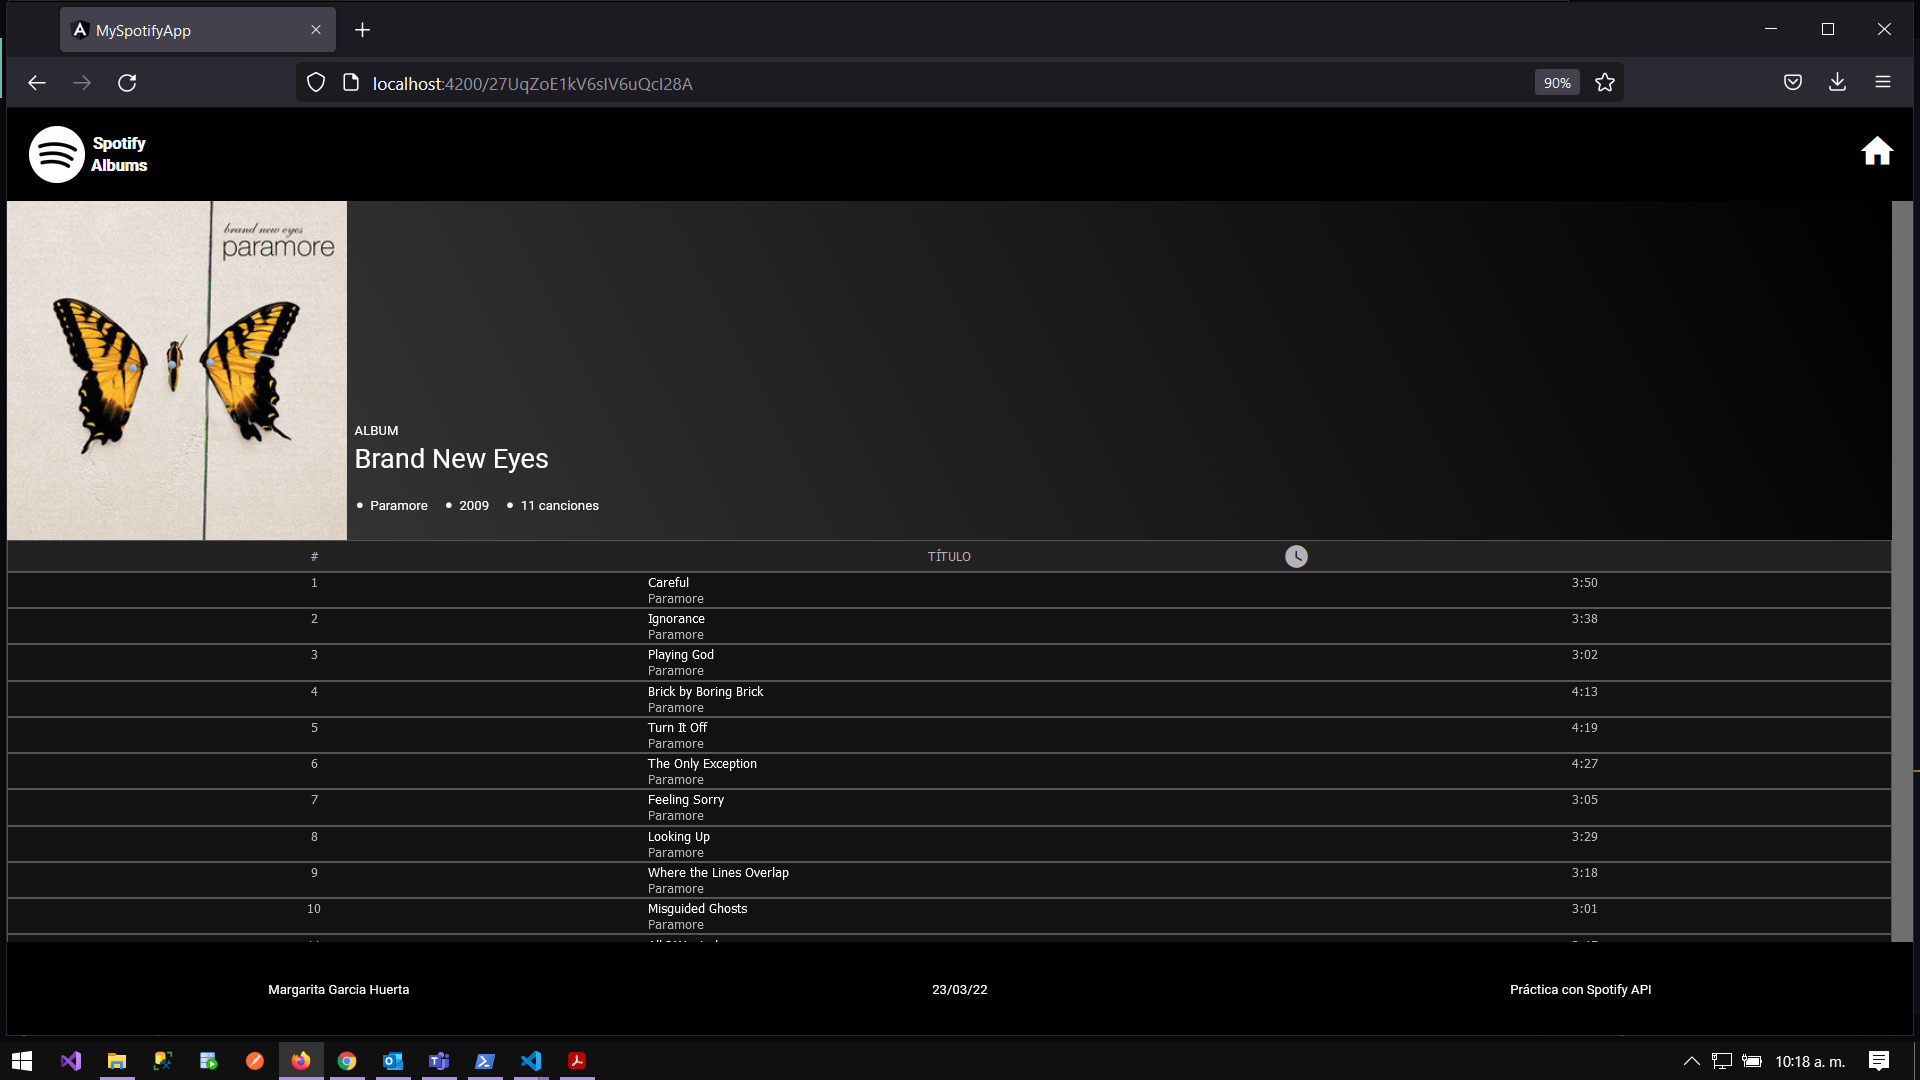 MySpotifyApp
localhost:4200/27UqZoE1kV6sIV6uQcI28A
90%
Spotify
Albums
brand new eyes
paramore
ALBUM
Brand New Eyes
• Paramore • 2009 • 11 canciones
# TÍTULO
1 Careful 3:50
Paramore
2 Ignorance 3:38
Paramore
3 Playing God 3:02
Paramore
4 Brick by Boring Brick 4:13
Paramore
5 Turn It Off 4:19
Paramore
6 The Only Exception 4:27
Paramore
7 Feeling Sorry 3:05
Paramore
8 Looking Up 3:29
Paramore
9 Where the Lines Overlap 3:18
Paramore
10 Misguided Ghosts 3:01
Paramore
Margarita Garcia Huerta 23/03/22 Práctica con Spotify API
10:18 a. m.